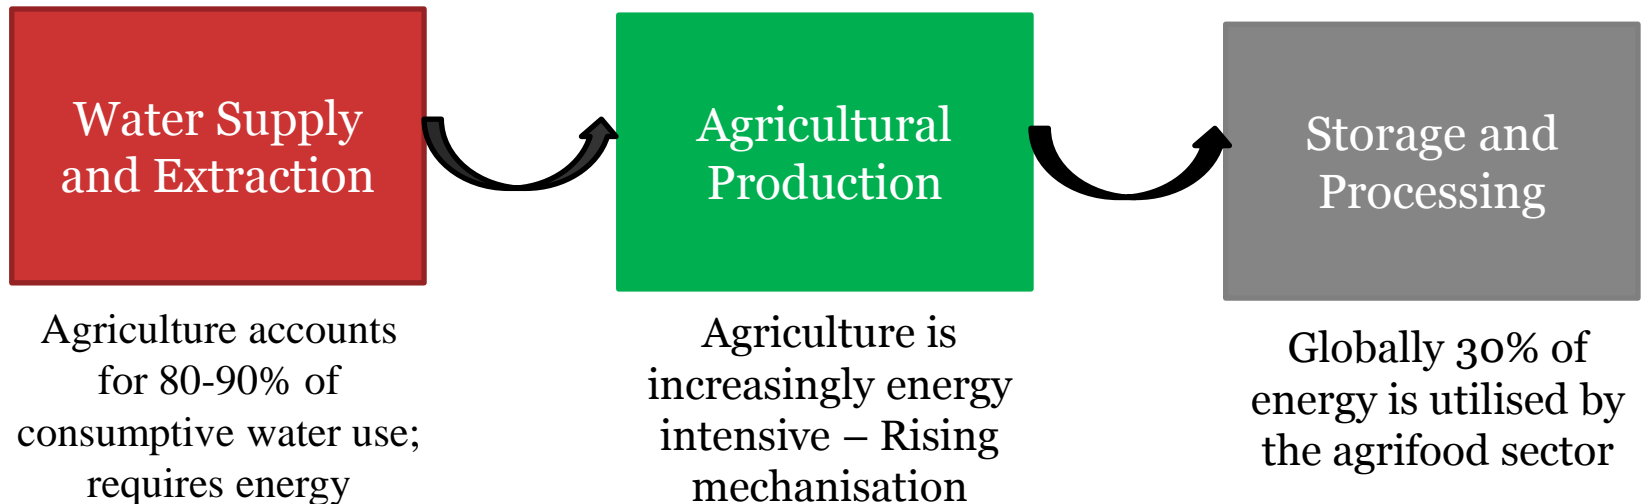 Water Supply
and Extraction
Agricultural
Production
Storage and
Processing
Agriculture accounts
for 80-90% of
consumptive water use;
requires energy
Agriculture is
increasingly energy
intensive – Rising
mechanisation
Globally 30% of
energy is utilised by
the agrifood sector